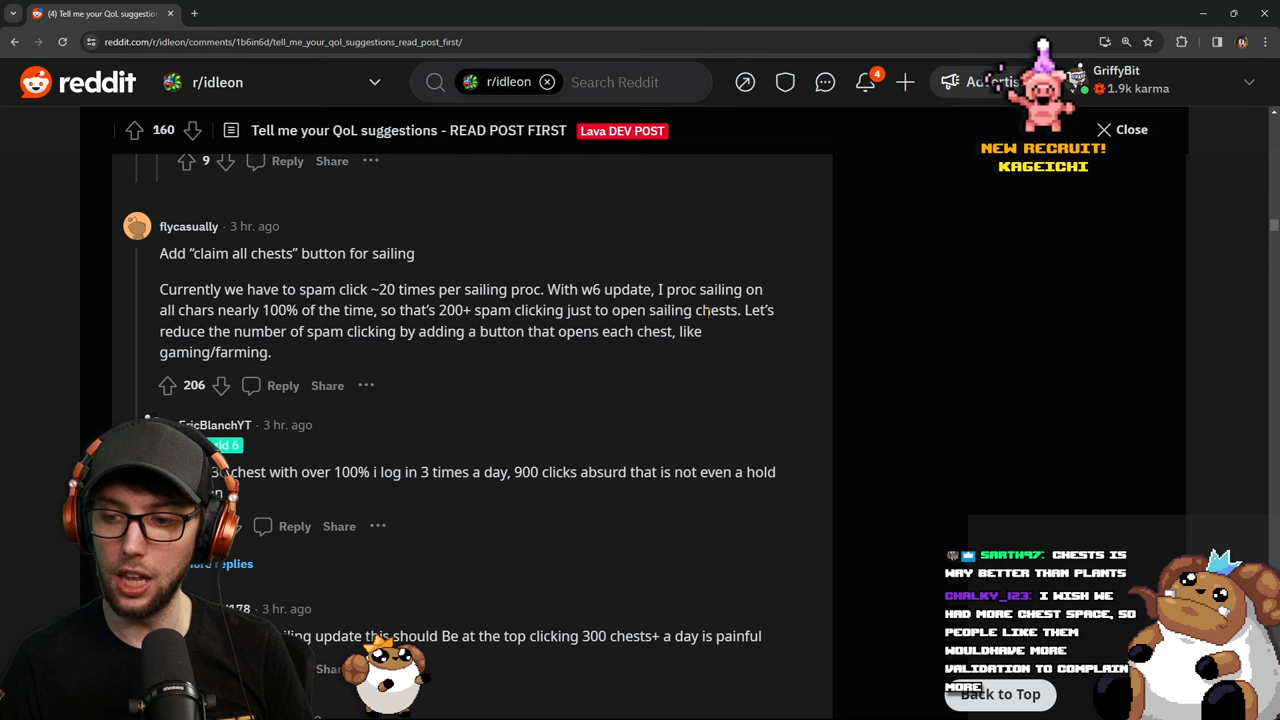 (4) Tell me your QoL suggestion
reddit.com/r/idleon/comments/1b6in6d/tell_me_your_qol_suggestions_read_post_first/
reddit
r/idleon
r/idleon
Search Reddit
4
GriffyBit
1.9k karma
160
Tell me your QoL suggestions - READ POST FIRST
Lava DEV POST
Close
NEW RECRUIT!
KAGEICHI
9
Reply
Share
flycasually · 3 hr. ago
Add “claim all chests” button for sailing
Currently we have to spam click ~20 times per sailing proc. With w6 update, I proc sailing on
all chars nearly 100% of the time, so that’s 200+ spam clicking just to open sailing chests. Let’s
reduce the number of spam clicking by adding a button that opens each chest, like
gaming/farming.
206
Reply
Share
EricBlanchYT · 3 hr. ago
6
chest with over 100% i log in 3 times a day, 900 clicks absurd that is not even a hold
Reply
Share
replies
178 · 3 hr. ago
update this should Be at the top clicking 300 chests+ a day is painful
SARTH97: CHESTS IS
WAY BETTER THAN PLANTS
CHALKY_123: I WISH WE
HAD MORE CHEST SPACE, SO
PEOPLE LIKE THEM
WOULDHAVE MORE
VALIDATION TO COMPLAIN
MORE
Back to Top